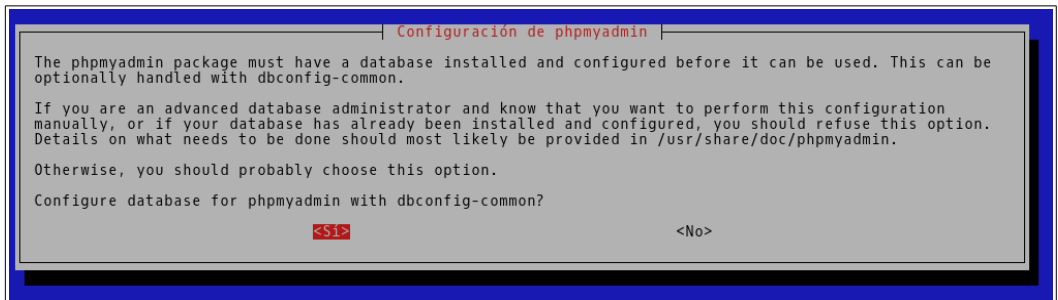 Configuración de phpmyadmin
The phpmyadmin package must have a database installed and configured before it can be used. This can be
optionally handled with dbconfig-common.
If you are an advanced database administrator and know that you want to perform this configuration
manually, or if your database has already been installed and configured, you should refuse this option.
Details on what needs to be done should most likely be provided in /usr/share/doc/phpmyadmin.
Otherwise, you should probably choose this option.
Configure database for phpmyadmin with dbconfig-common?
<Sí> <No>